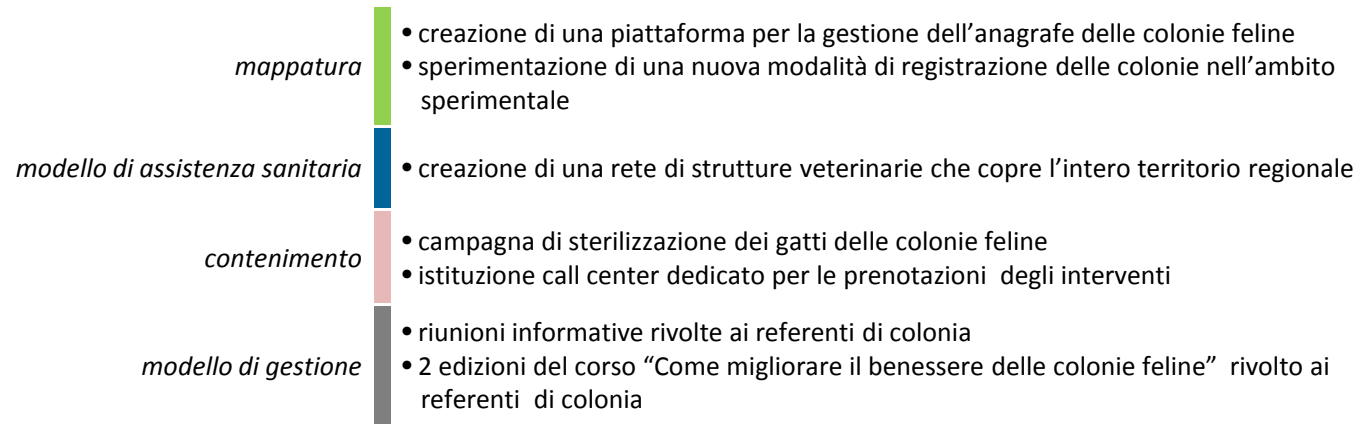 mappatura
• creazione di una piattaforma per la gestione dell’anagrafe delle colonie feline
• sperimentazione di una nuova modalità di registrazione delle colonie nell’ambito
sperimentale
modello di assistenza sanitaria
• creazione di una rete di strutture veterinarie che copre l’intero territorio regionale
contenimento
• campagna di sterilizzazione dei gatti delle colonie feline
• istituzione call center dedicato per le prenotazioni degli interventi
modello di gestione
• riunioni informative rivolte ai referenti di colonia
• 2 edizioni del corso “Come migliorare il benessere delle colonie feline” rivolto ai
referenti di colonia